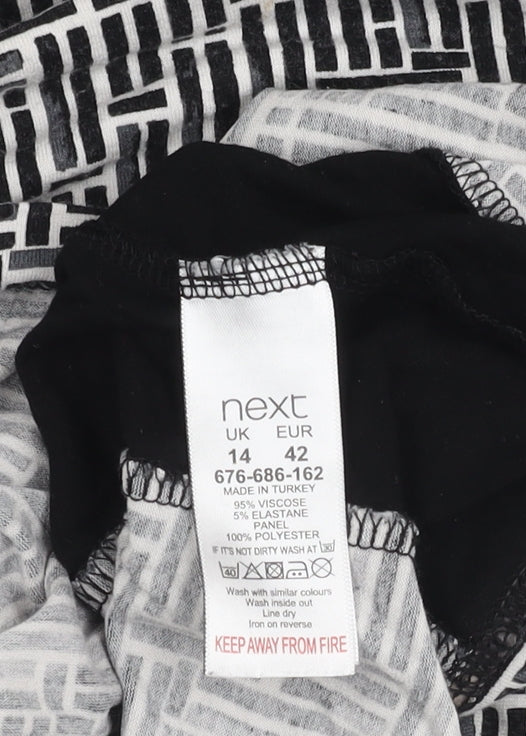 next
UK EUR
14 42
676-686-162
MADE IN TURKEY
95% VISCOSE
5% ELASTANE
PANEL
100% POLYESTER
IF IT'S NOT DIRTY WASH AT 30
40
Wash with similar colours
Wash inside out
Line dry
Iron on reverse
KEEP AWAY FROM FIRE